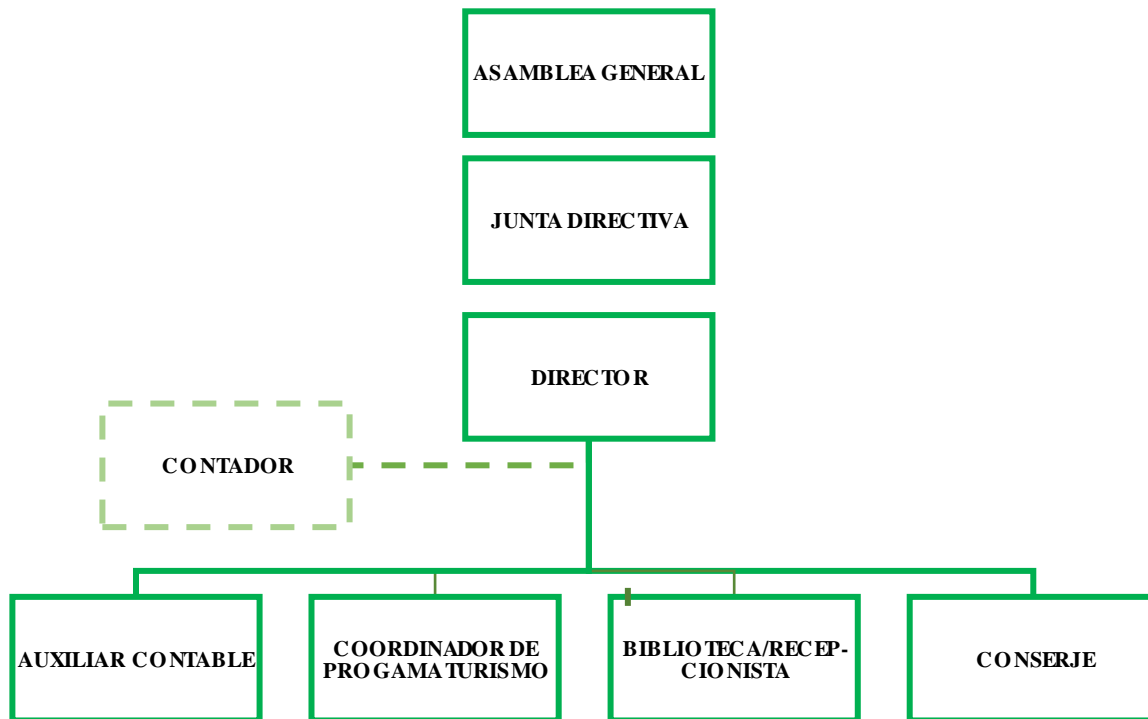 ASAMBLEA GENERAL
JUNTA DIRECTIVA
DIRECTOR
CONTADOR
AUXILIAR CONTABLE
COORDINADOR DE
PROGAMA TURISMO
BIBLIOTECA/RECEP-
CIONISTA
CONSERJE